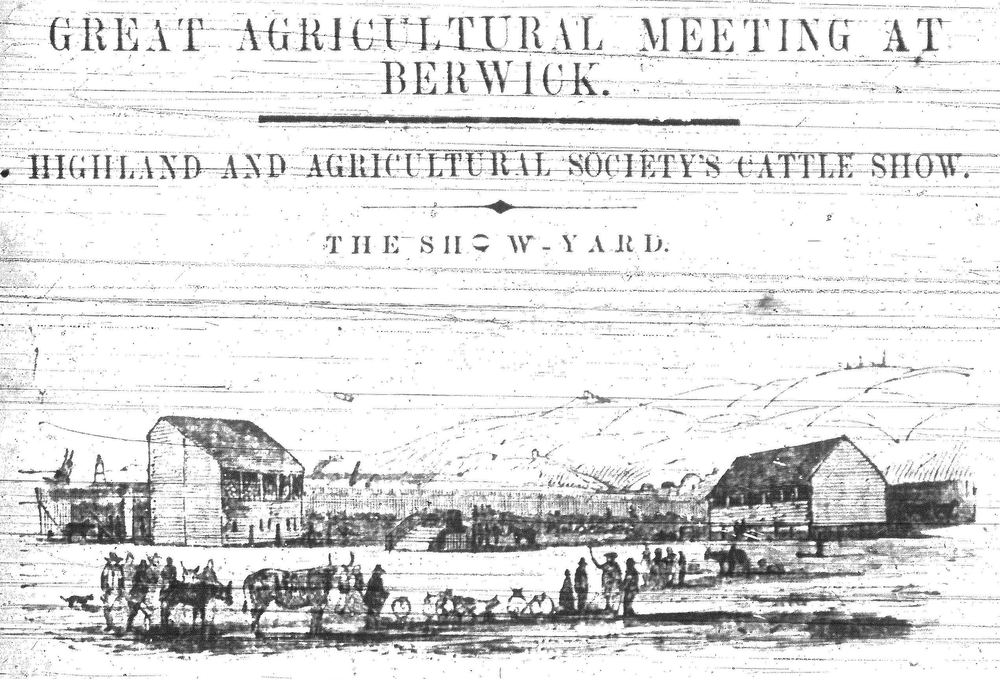 GREAT AGRICULTURAL MEETING AT
BERWICK.
HIGHLAND AND AGRICULTURAL SOCIETY'S CATTLE SHOW.
THE SHOW-YARD.